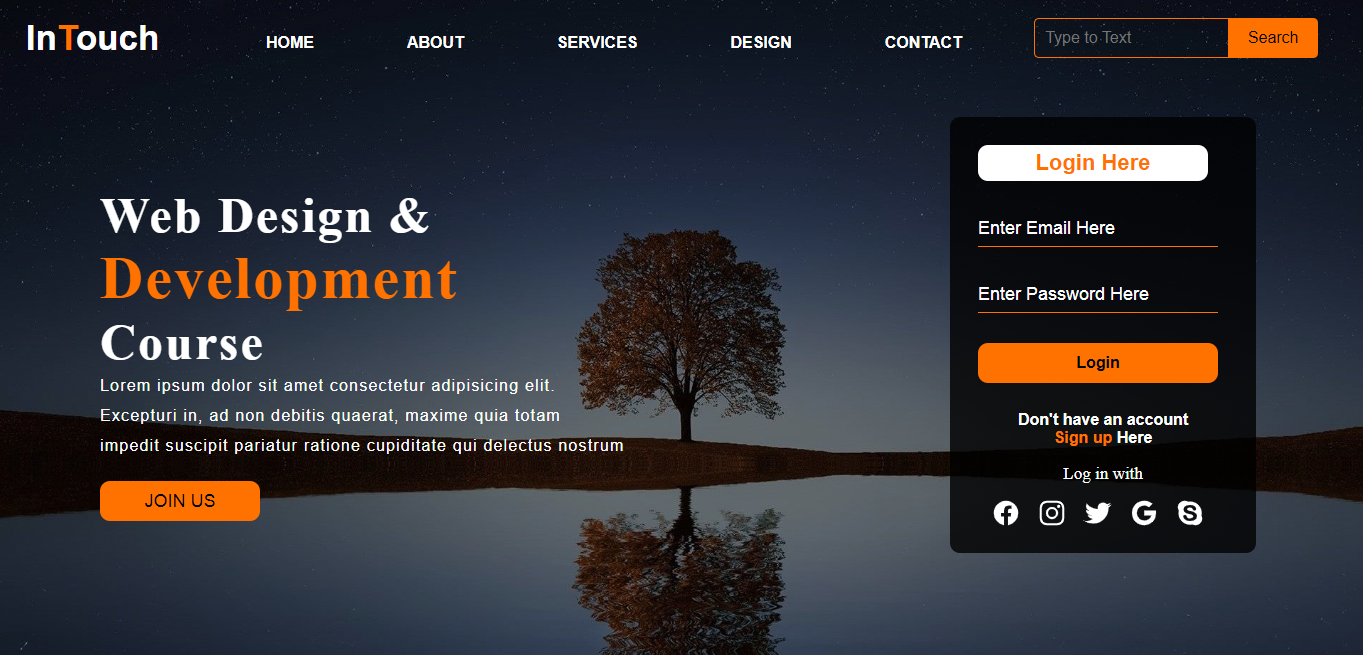 InTouch
HOME ABOUT SERVICES DESIGN CONTACT
Type to Text Search
Web Design &
Development
Course
Lorem ipsum dolor sit amet consectetur adipisicing elit.
Excepturi in, ad non debitis quaerat, maxime quia totam
impedit suscipit pariatur ratione cupiditate qui delectus nostrum
JOIN US
Login Here
Enter Email Here
Enter Password Here
Login
Don't have an account
Sign up Here
Log in with